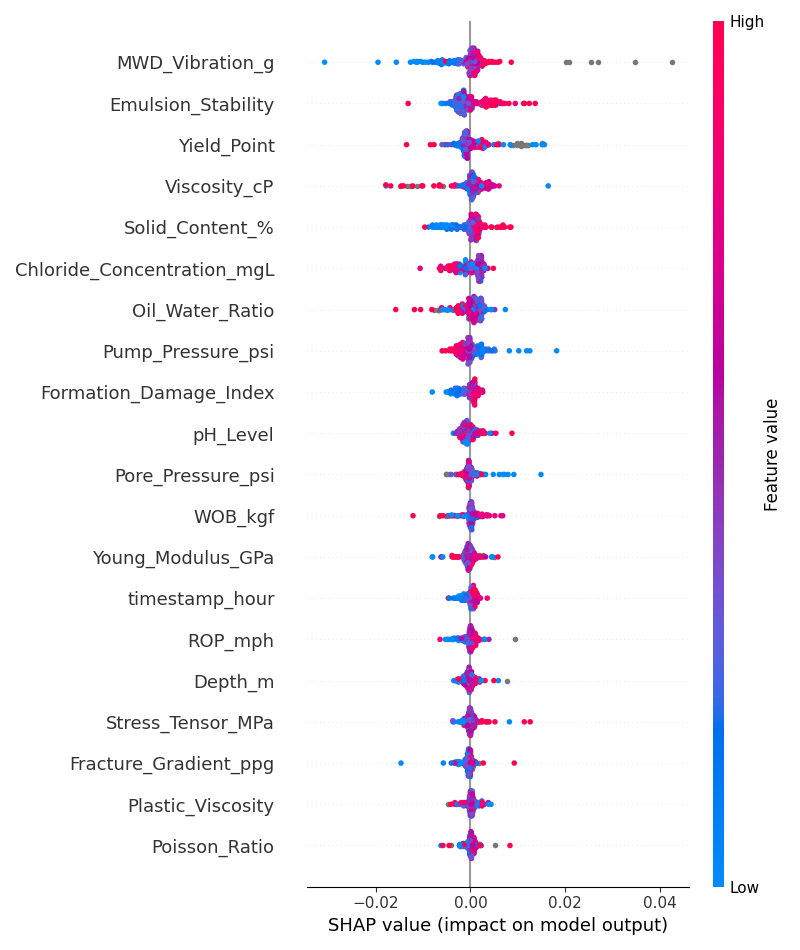 High
MWD_Vibration_g
Emulsion_Stability
Yield_Point
Viscosity_cP
Solid_Content_%
Chloride_Concentration_mgL
Oil_Water_Ratio
Pump_Pressure_psi
Formation_Damage_Index
pH_Level
Pore_Pressure_psi
WOB_kgf
Young_Modulus_GPa
timestamp_hour
ROP_mph
Depth_m
Stress_Tensor_MPa
Fracture_Gradient_ppg
Plastic_Viscosity
Poisson_Ratio
Feature value
Low
−0.02 0.00 0.02 0.04
SHAP value (impact on model output)